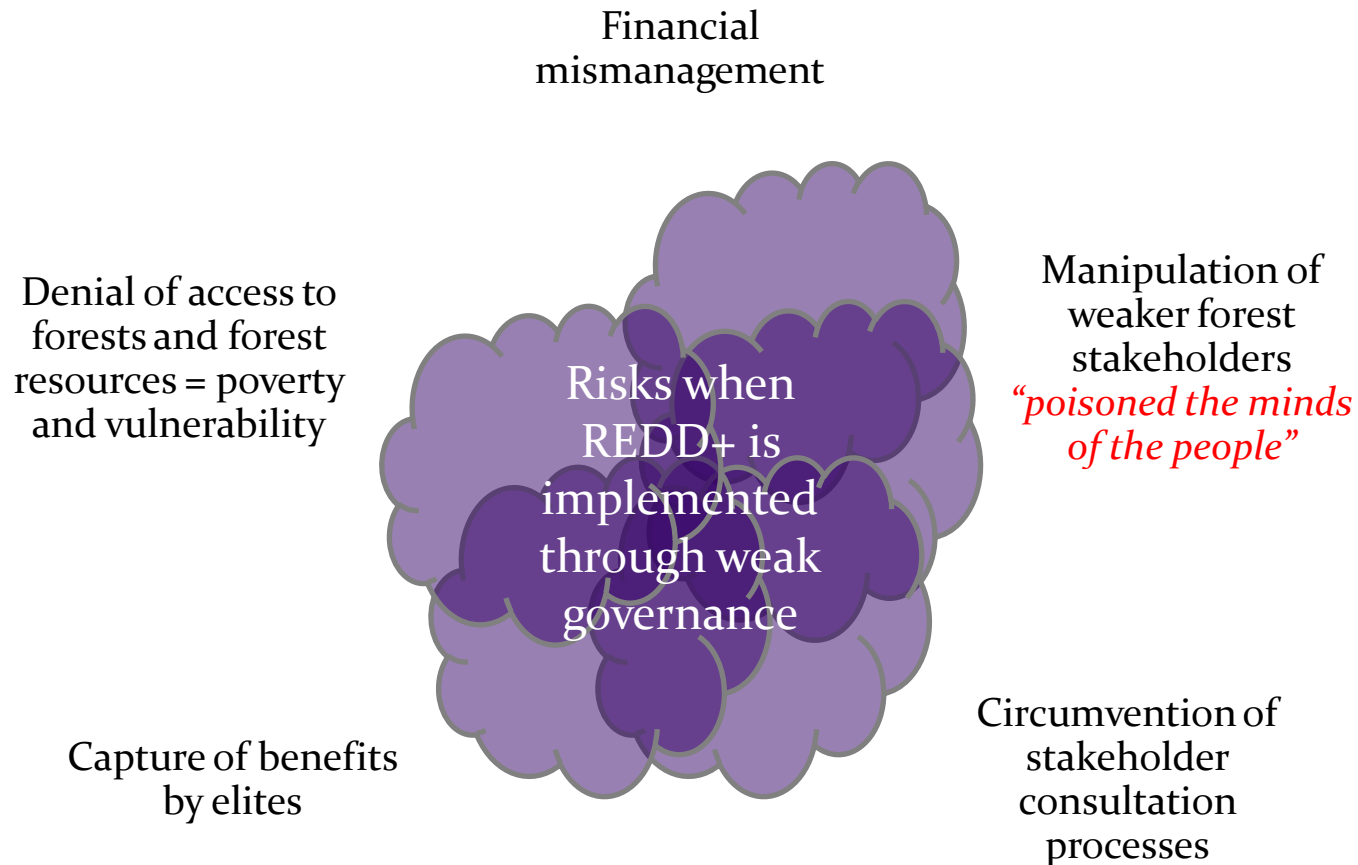 Financial
mismanagement
Denial of access to
forests and forest
resources = poverty
and vulnerability
Manipulation of
weaker forest
stakeholders
“poisoned the minds
of the people”
Risks when
REDD+ is
implemented
through weak
governance
Capture of benefits
by elites
Circumvention of
stakeholder
consultation
processes